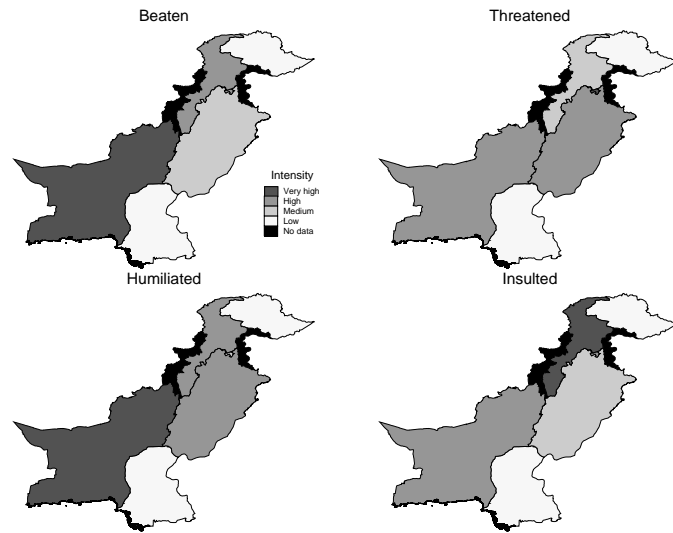 Beaten
Threatened
Intensity
Very high
High
Medium
Low
No data
Humiliated
Insulted